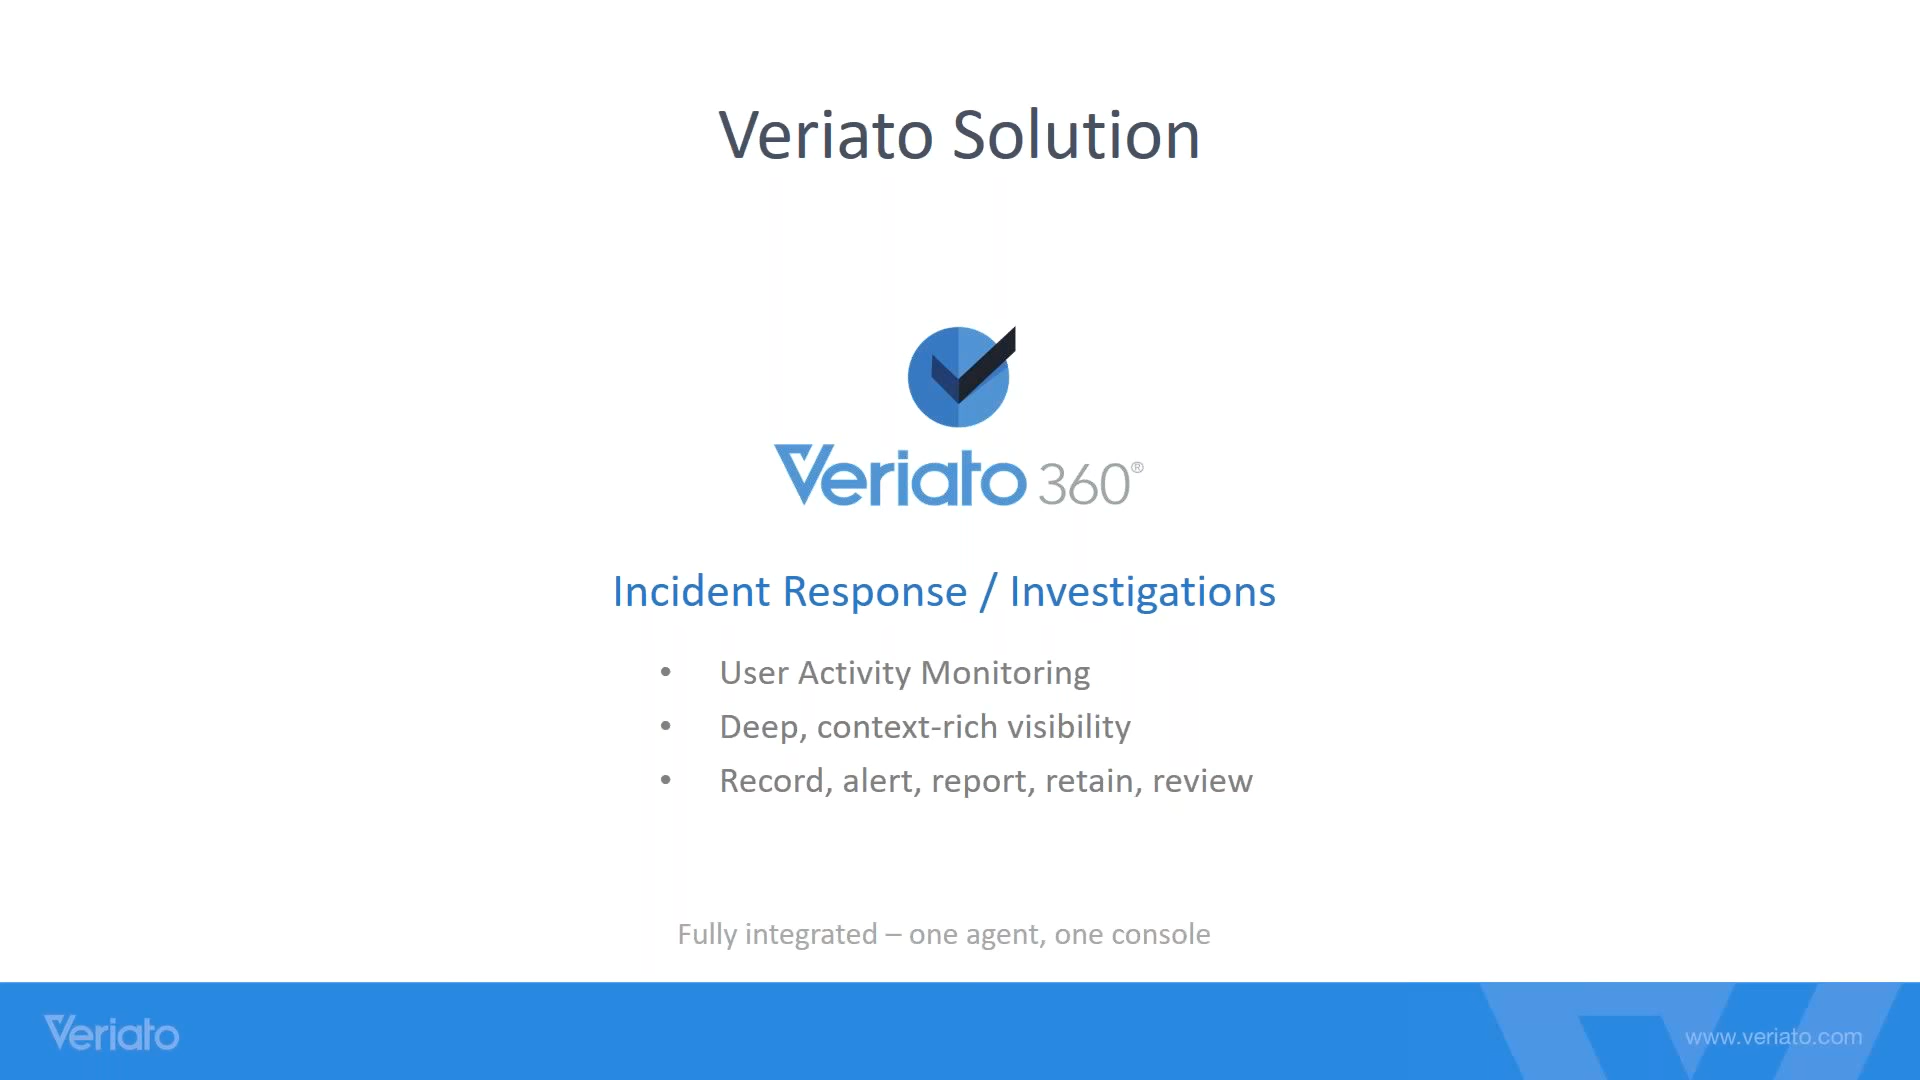 Veriato Solution
Veriato 360®
Incident Response / Investigations
• User Activity Monitoring
• Deep, context-rich visibility
• Record, alert, report, retain, review
Fully integrated – one agent, one console
Veriato
www.veriato.com